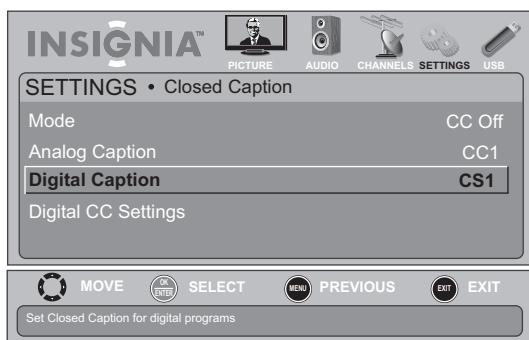 INSIGNIA™
PICTURE AUDIO CHANNELS SETTINGS USB
SETTINGS • Closed Caption
Mode CC Off
Analog Caption CC1
Digital Caption CS1
Digital CC Settings
MOVE OK ENTER SELECT MENU PREVIOUS EXIT EXIT
Set Closed Caption for digital programs